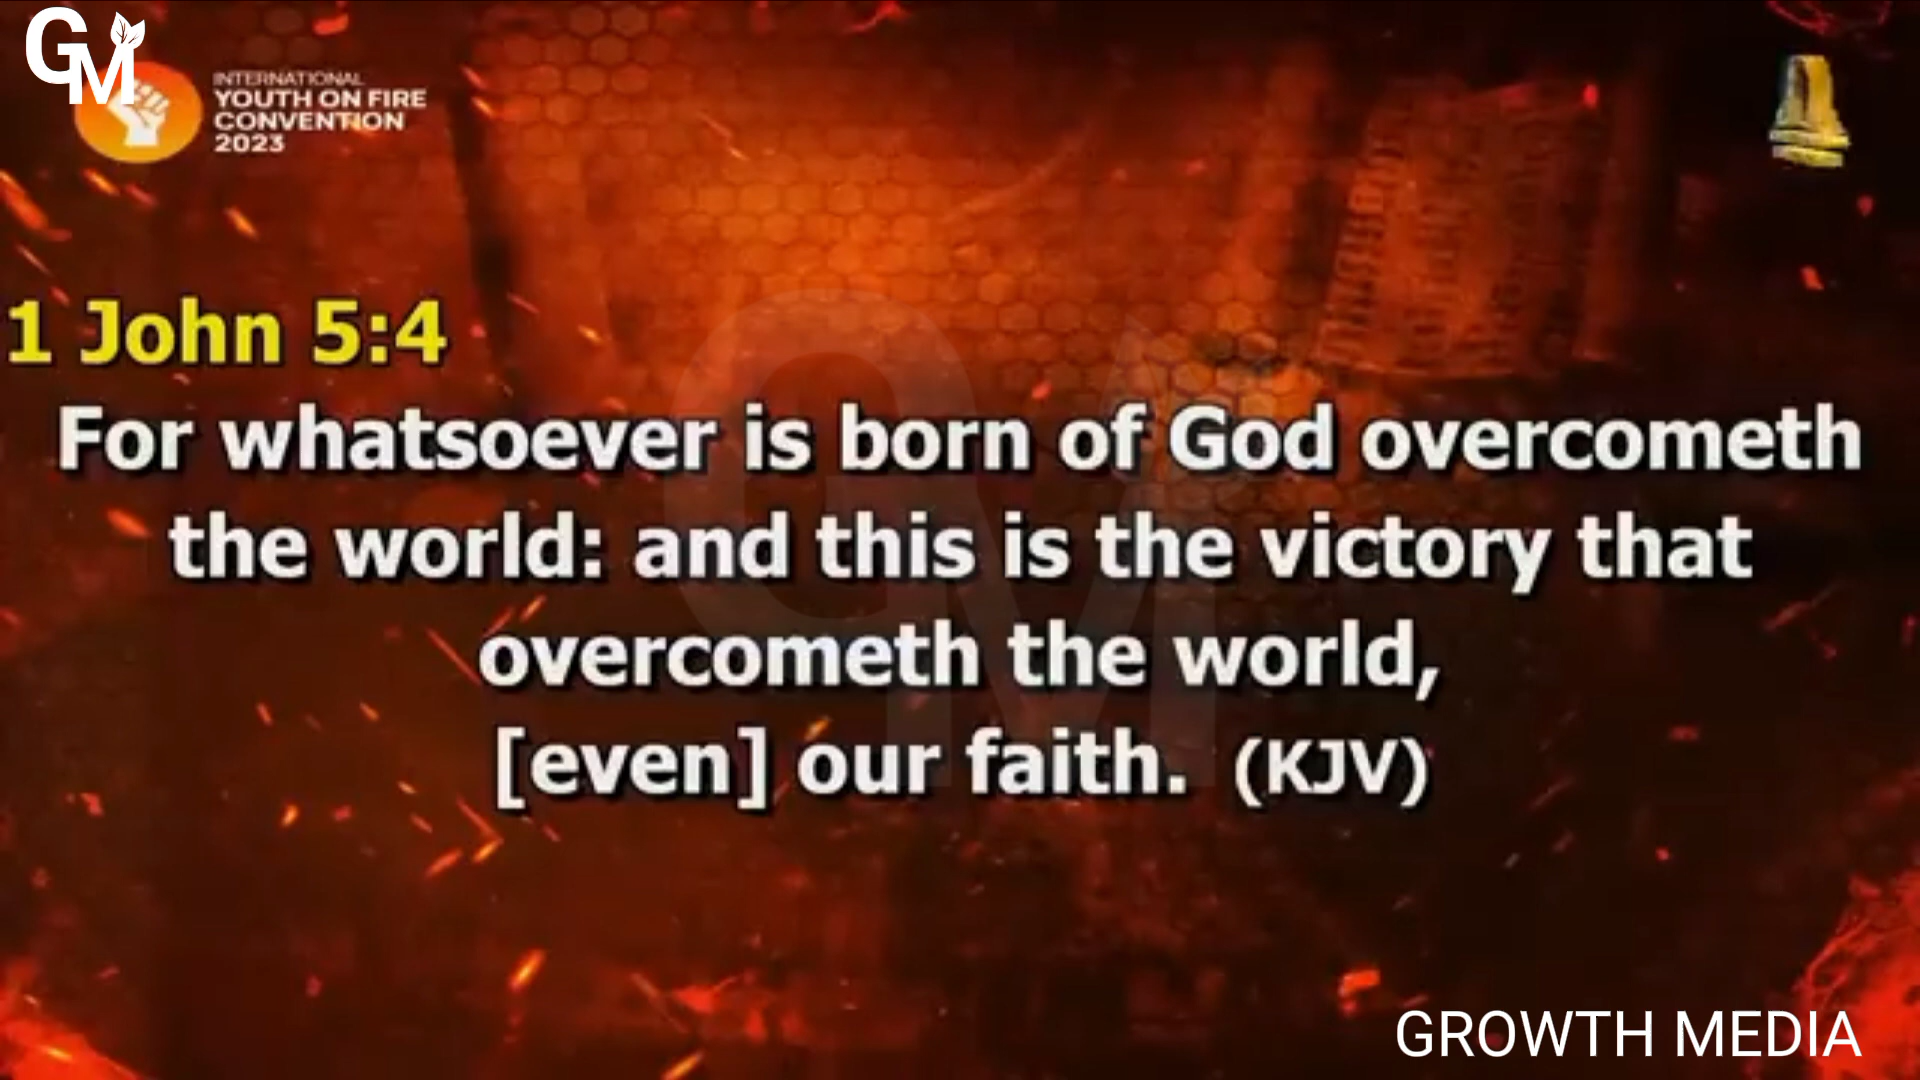 GM
INTERNATIONAL
YOUTH ON FIRE
CONVENTION
2023
1 John 5:4
For whatsoever is born of God overcometh
the world: and this is the victory that
overcometh the world,
[even] our faith. (KJV)
GM
GROWTH MEDIA